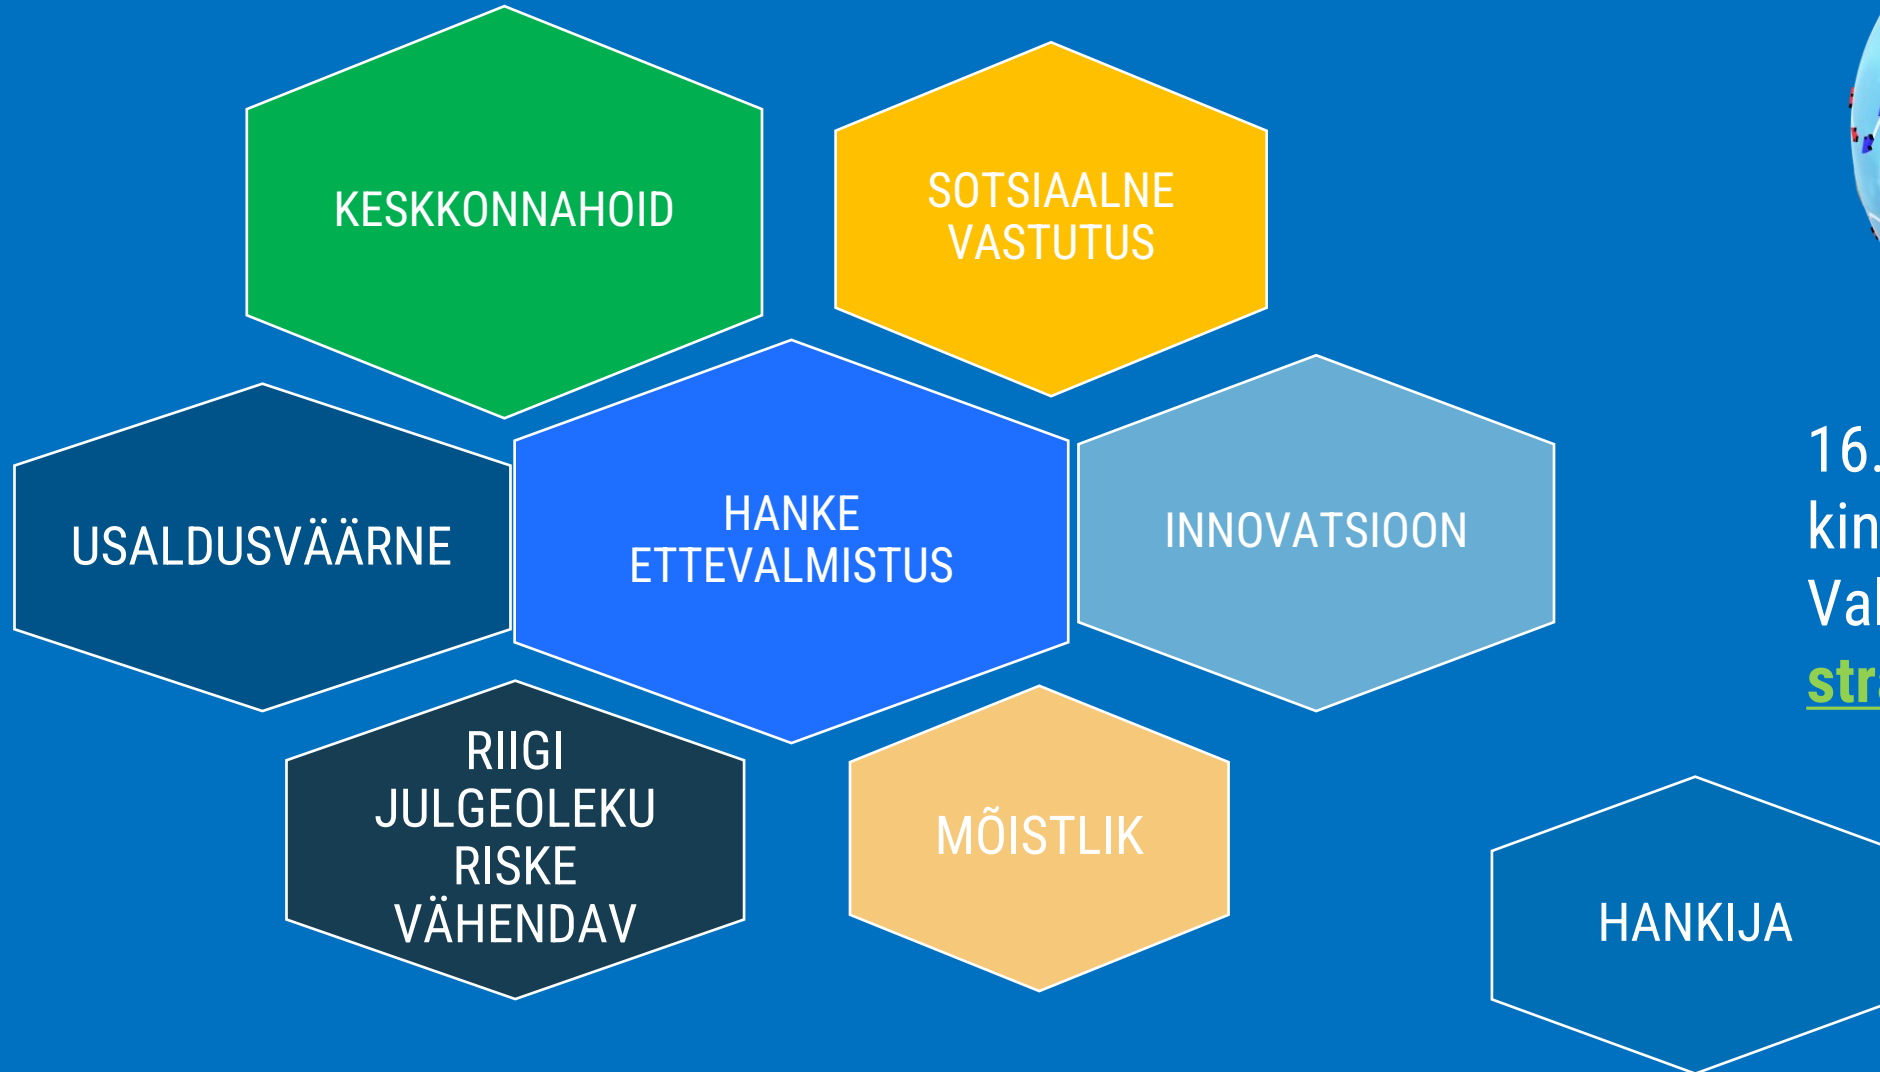 KESKKONNAHOID
SOTSIAALNE
VASTUTUS
USALDUSVÄÄRNE
HANKE
ETTEVALMISTUS
INNOVATSIOON
RIIGI
JULGEOLEKU
RISKE
VÄHENDAV
MÕISTLIK
16.
HANKIJA